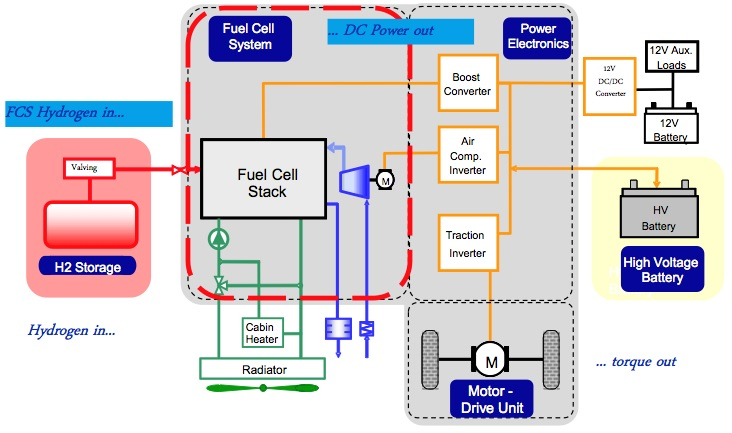 Fuel Cell
System
... DC Power out
Power
Electronics
12V Aux.
Loads
Boost
Converter
12V
DC/DC
Converter
12V
Battery
FCS Hydrogen in...
Air
Comp.
Inverter
Valving
Fuel Cell
Stack
M
HV
Battery
Traction
Inverter
H2 Storage
High Voltage
Battery
Hydrogen in...
Cabin
Heater
M
... torque out
Radiator
Motor -
Drive Unit